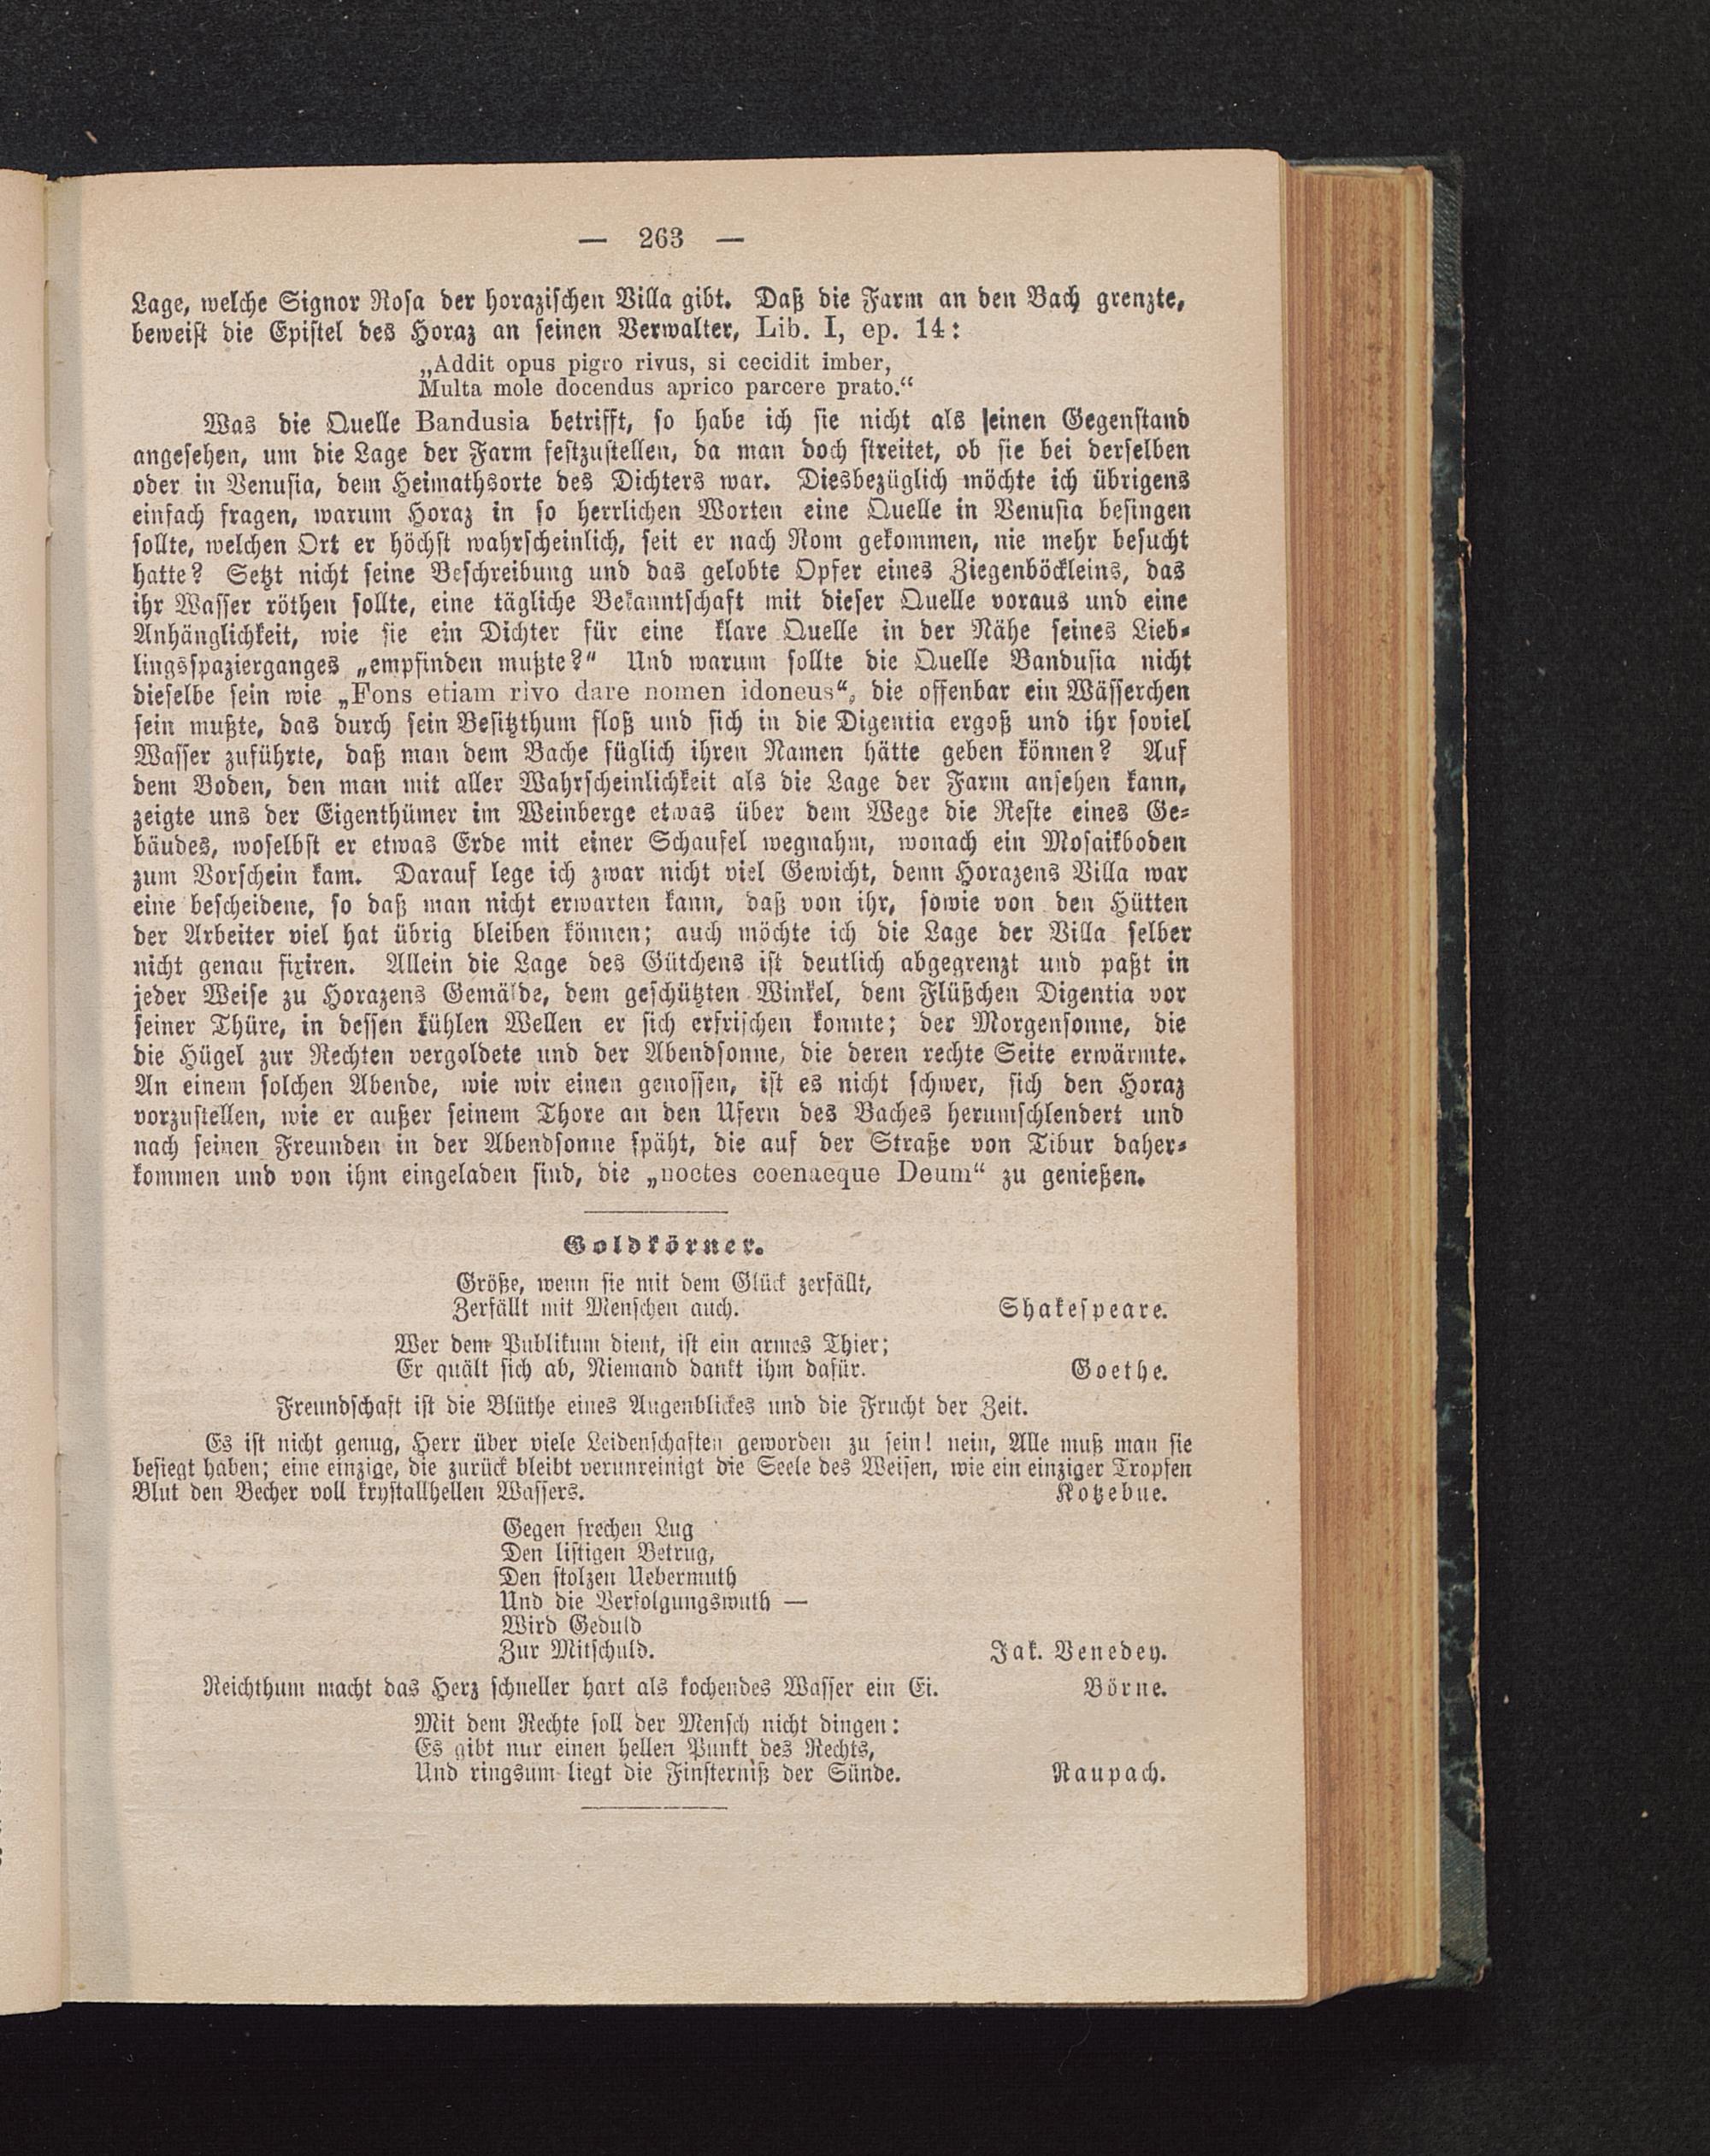 — 263 —
Lage, welche Signor Rosa der horazischen Villa gibt. Daß die Farm an den Bach grenzte,
beweist die Epistel des Horaz an seinen Verwalter, Lib. I, ep. 14:
„Addit opus pigro rivus, si cecidit imber,
Multa mole docendus aprico parcere prato.“
Was die Quelle Bandusia betrifft, so habe ich sie nicht als seinen Gegenstand
angesehen, um die Lage der Farm festzustellen, da man doch streitet, ob sie bei derselben
oder in Venusia, dem Heimathsorte des Dichters war. Diesbezüglich möchte ich übrigens
einfach fragen, warum Horaz in so herrlichen Worten eine Quelle in Venusia besingen
sollte, welchen Ort er höchst wahrscheinlich, seit er nach Rom gekommen, nie mehr besucht
hatte? Setzt nicht seine Beschreibung und das gelobte Opfer eines Ziegenböckleins, das
ihr Wasser röthen sollte, eine tägliche Bekanntschaft mit dieser Quelle voraus und eine
Anhänglichkeit, wie sie ein Dichter für eine klare Quelle in der Nähe seines Lieb-
lingsspazierganges „empfinden mußte?“ Und warum sollte die Quelle Bandusia nicht
dieselbe sein wie „Fons etiam rivo dare nomen idoneus“, die offenbar ein Wässerchen
sein mußte, das durch sein Besitzthum floß und sich in die Digentia ergoß und ihr soviel
Wasser zuführte, daß man dem Bache füglich ihren Namen hätte geben können? Auf
dem Boden, den man mit aller Wahrscheinlichkeit als die Lage der Farm ansehen kann,
zeigte uns der Eigenthümer im Weinberge etwas über dem Wege die Reste eines Ge-
bäudes, woselbst er etwas Erde mit einer Schaufel wegnahm, wonach ein Mosaikboden
zum Vorschein kam. Darauf lege ich zwar nicht viel Gewicht, denn Horazens Villa war
eine bescheidene, so daß man nicht erwarten kann, daß von ihr, sowie von den Hütten
der Arbeiter viel hat übrig bleiben können; auch möchte ich die Lage der Villa selber
nicht genau fixiren. Allein die Lage des Gütchens ist deutlich abgegrenzt und paßt in
jeder Weise zu Horazens Gemälde, dem geschützten Winkel, dem Flüßchen Digentia vor
seiner Thüre, in dessen kühlen Wellen er sich erfrischen konnte; der Morgensonne, die
die Hügel zur Rechten vergoldete und der Abendsonne, die deren rechte Seite erwärmte.
An einem solchen Abende, wie wir einen genossen, ist es nicht schwer, sich den Horaz
vorzustellen, wie er außer seinem Thore an den Ufern des Baches herumschlendert und
nach seinen Freunden in der Abendsonne späht, die auf der Straße von Tibur daher-
kommen und von ihm eingeladen sind, die „noctes coenaeque Deum“ zu genießen.
Goldkörner.
Größe, wenn sie mit dem Glück zerfällt,
Zerfällt mit Menschen auch. Shakespeare.
Wer dem Publikum dient, ist ein armes Thier;
Er quält sich ab, Niemand dankt ihm dafür. Goethe.
Freundschaft ist die Blüthe eines Augenblickes und die Frucht der Zeit.
Es ist nicht genug, Herr über viele Leidenschaften geworden zu sein! nein, Alle muß man sie
besiegt haben; eine einzige, die zurück bleibt verunreinigt die Seele des Weisen, wie ein einziger Tropfen
Blut den Becher voll krystallhellen Wassers. Kotzebue.
Gegen frechen Lug
Den listigen Betrug,
Den stolzen Uebermuth
Und die Verfolgungswuth —
Wird Geduld
Zur Mitschuld. Jak. Venedey.
Reichthum macht das Herz schneller hart als kochendes Wasser ein Ei. Börne.
Mit dem Rechte soll der Mensch nicht dingen:
Es gibt nur einen hellen Punkt des Rechts,
Und ringsum liegt die Finsterniß der Sünde. Raupach.